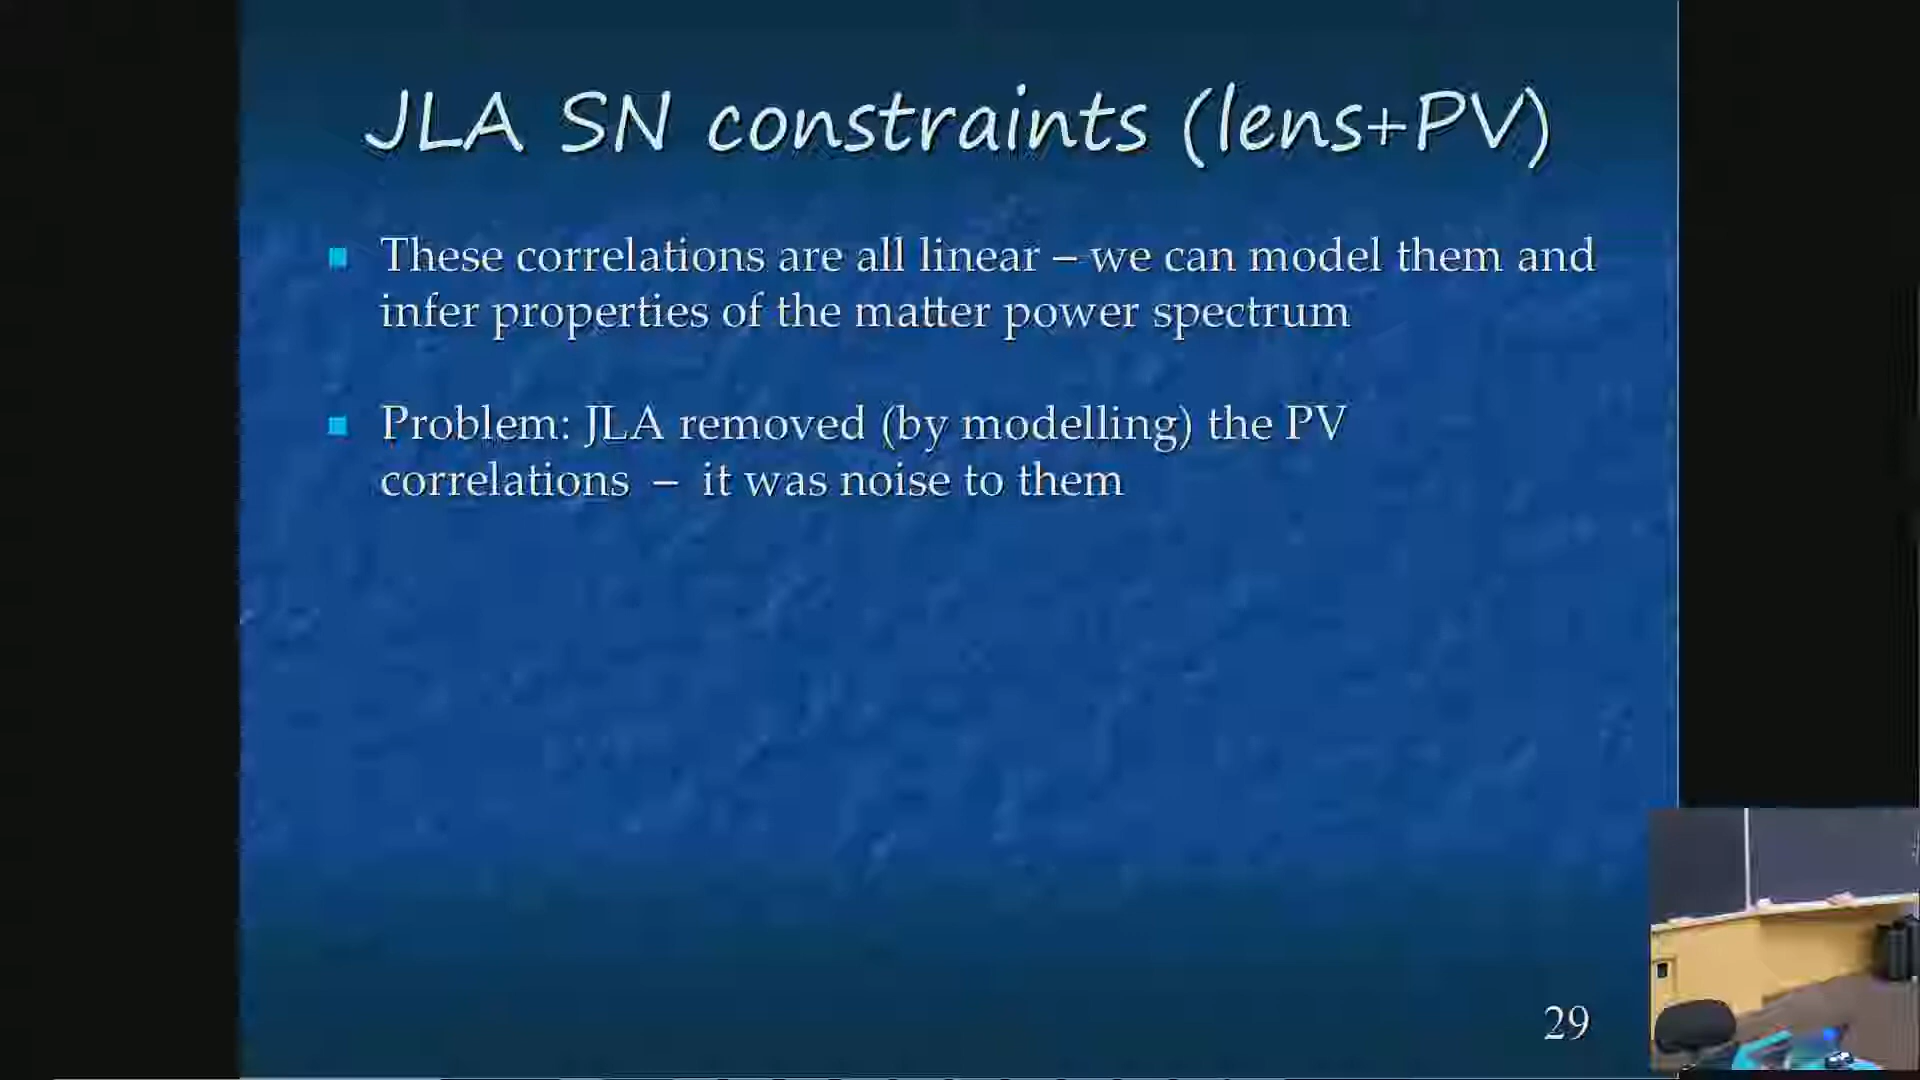 JLA SN constraints (lens+PV)
These correlations are all linear – we can model them and
infer properties of the matter power spectrum
Problem: JLA removed (by modelling) the PV
correlations – it was noise to them
29